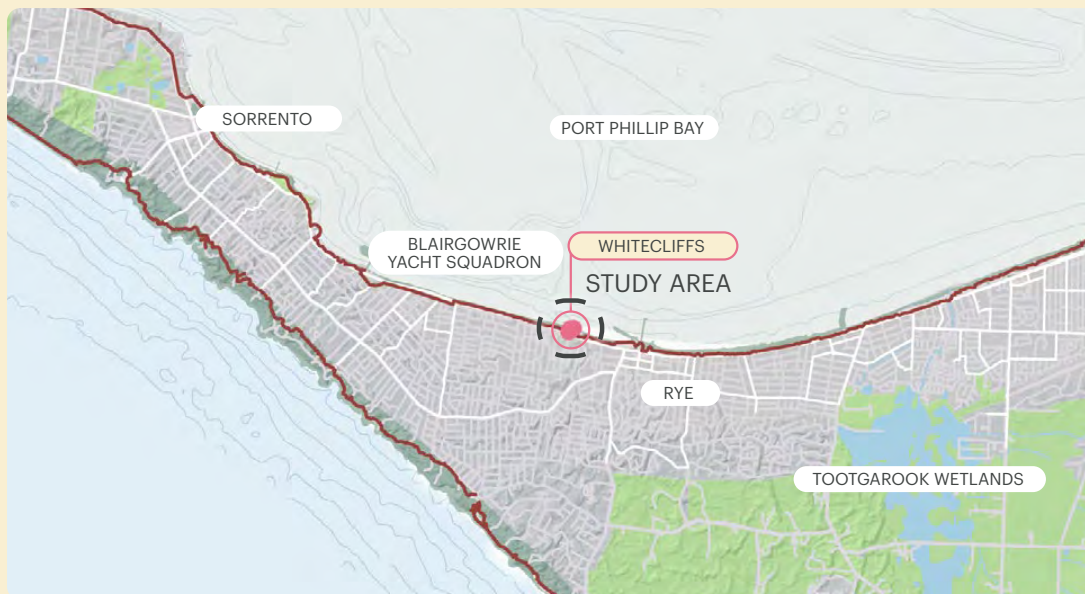 SORRENTO
PORT PHILLIP BAY
BLAIRGOWRIE
YACHT SQUADRON
WHITECLIFFS
STUDY AREA
RYE
TOOTGAROOK WETLANDS